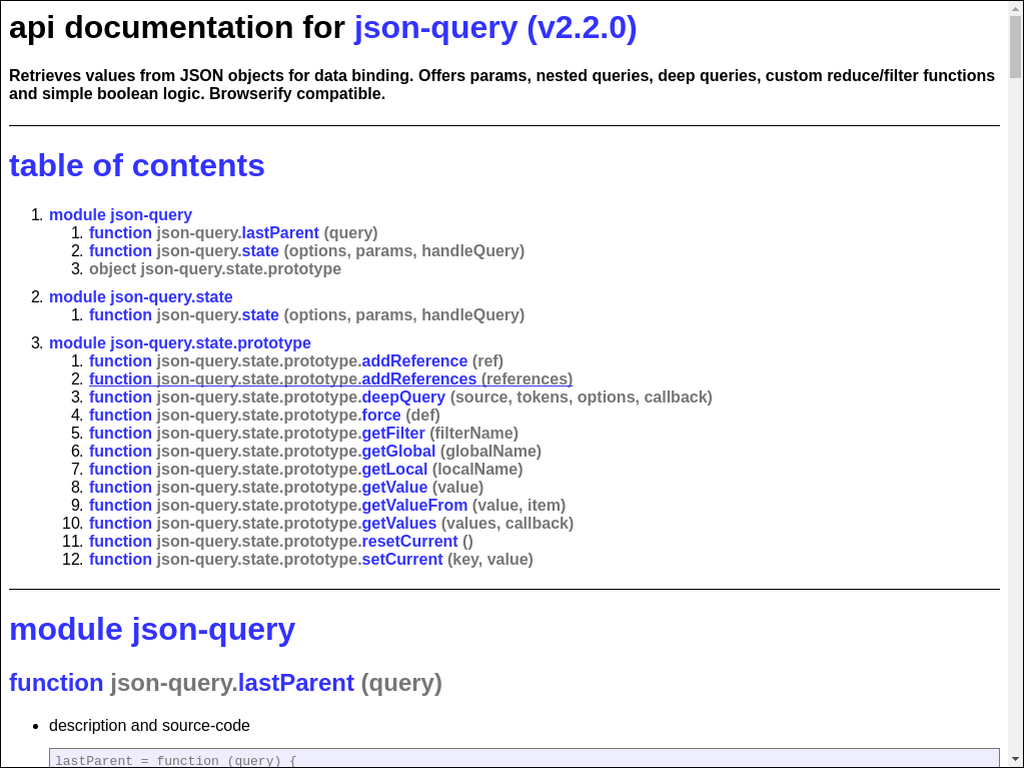 api documentation for json-query (v2.2.0)
Retrieves values from JSON objects for data binding. Offers params, nested queries, deep queries, custom reduce/filter functions
and simple boolean logic. Browserify compatible.
table of contents
1. module json-query
1. function json-query.lastParent (query)
2. function json-query.state (options, params, handleQuery)
3. object json-query.state.prototype
2. module json-query.state
1. function json-query.state (options, params, handleQuery)
3. module json-query.state.prototype
1. function json-query.state.prototype.addReference (ref)
2. function json-query.state.prototype.addReferences (references)
3. function json-query.state.prototype.deepQuery (source, tokens, options, callback)
4. function json-query.state.prototype.force (def)
5. function json-query.state.prototype.getFilter (filterName)
6. function json-query.state.prototype.getGlobal (globalName)
7. function json-query.state.prototype.getLocal (localName)
8. function json-query.state.prototype.getValue (value)
9. function json-query.state.prototype.getValueFrom (value, item)
10. function json-query.state.prototype.getValues (values, callback)
11. function json-query.state.prototype.resetCurrent ()
12. function json-query.state.prototype.setCurrent (key, value)
module json-query
function json-query.lastParent (query)
• description and source-code
lastParent = function (query) {